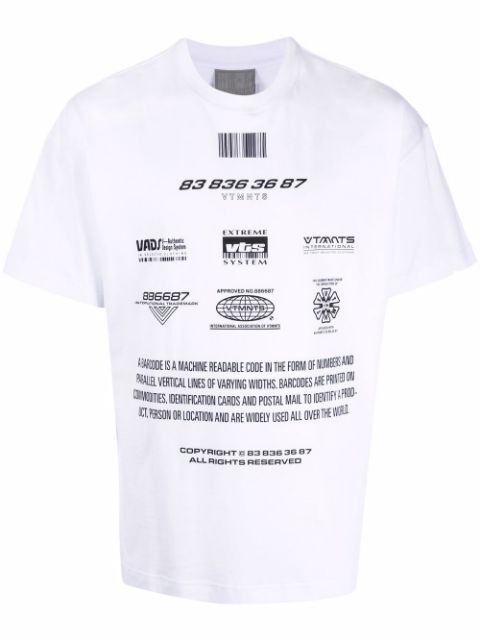 83 836 36 87
VTMNTS
VADS
Authentic
Design System
EXTREME
vts
SYSTEM
VTMNTS
INTERNATIONAL
886687
INTERNATIONAL TRADEMARK
APPROVED NO.886687
VTMNTS
INTERNATIONAL ASSOCIATION OF VTMNTS
A BARCODE IS A MACHINE READABLE CODE IN THE FORM OF NUMBERS AND
PARALLEL VERTICAL LINES OF VARYING WIDTHS. BARCODES ARE PRINTED ON
COMMODITIES, IDENTIFICATION CARDS AND POSTAL MAIL TO IDENTIFY A PROD-
UCT, PERSON OR LOCATION AND ARE WIDELY USED ALL OVER THE WORLD.
COPYRIGHT © 83 836 36 87
ALL RIGHTS RESERVED